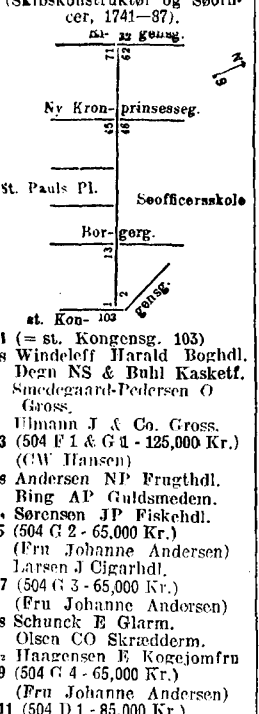 (Skibskonstruktør og Søoffi-
cer, 1741—87).
gensg.
71 62
Ny Kron- prinsesseg.
65 46
St. Pauls Pl.
Søofficersskole
Bor- gerg.
13
1 2
st. Kon- 103 gensg.
1 (= st. Kongensg. 103)
s Windeleff Harald Boghdl.
Degn NS & Buhl Kasketf.
Smedegaard-Pedersen O
Gross.
Ulmann J & Co. Gross.
3 (504 F 1 & G 1 - 125,000 Kr.)
(CW Hansen)
s Andersen NP Frugthdl.
Bing AP Guldsmedem.
Sørensen JP Fiskehdl.
5 (504 G 2 - 65,000 Kr.)
(Fru Johanne Andersen)
Larsen J Cigarhdl.
7 (504 G 3 - 65,000 Kr.)
(Fru Johanne Andersen)
s Schunck E Glarm.
Olsen CO Skrædderm.
Haagensen E Kogejomfru
9 (504 G 4 - 65,000 Kr.)
(Fru Johanne Andersen)
11 (504 D 1 - 85,000 Kr.)